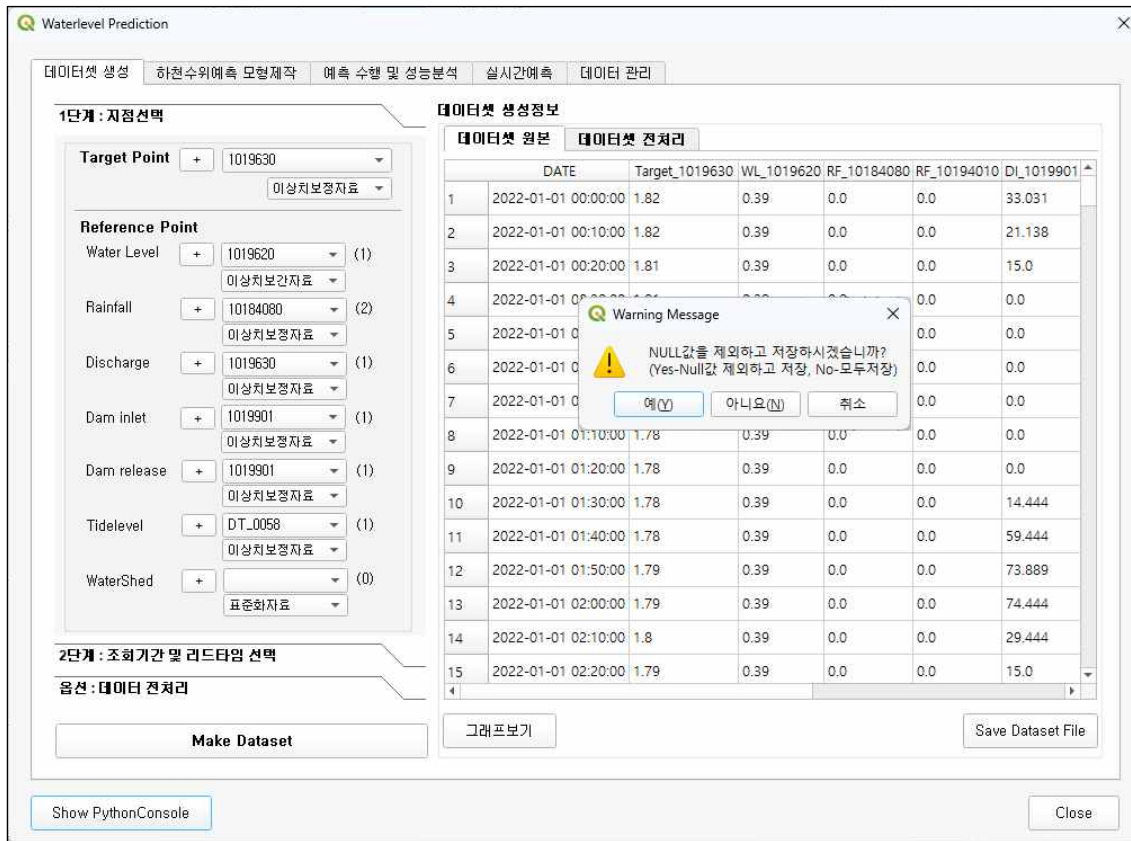 Waterlevel Prediction
데이터셋 생성 하천수위예측 모형제작 예측 수행 및 성능분석 실시간예측 데이터 관리
1단계 : 지점선택
Target Point + 1019630
이상치보정자료
Reference Point
Water Level + 1019620 (1)
이상치보간자료
Rainfall + 10184080 (2)
이상치보정자료
Discharge + 1019630 (1)
이상치보정자료
Dam inlet + 1019901 (1)
이상치보정자료
Dam release + 1019901 (1)
이상치보정자료
Tidelevel + DT_0058 (1)
이상치보정자료
WaterShed + (0)
표준화자료
2단계 : 조회기간 및 리드타임 선택
옵션 : 데이터 전처리
Make Dataset
데이터셋 생성정보
데이터셋 원본 데이터셋 전처리
DATE Target_1019630 WL_1019620 RF_10184080 RF_10194010 DI_1019901
1 2022-01-01 00:00:00 1.82 0.39 0.0 0.0 33.031
2 2022-01-01 00:10:00 1.82 0.39 0.0 0.0 21.138
3 2022-01-01 00:20:00 1.81 0.39 0.0 0.0 15.0
4 2022-01-01 0.0 0.0
5 2022-01-01 0 0.0 0.0
6 2022-01-01 0 0.0 0.0
7 2022-01-01 0 0.0 0.0
8 2022-01-01 01:10:00 1.78 0.39 0.0 0.0 0.0
9 2022-01-01 01:20:00 1.78 0.39 0.0 0.0 0.0
10 2022-01-01 01:30:00 1.78 0.39 0.0 0.0 14.444
11 2022-01-01 01:40:00 1.78 0.39 0.0 0.0 59.444
12 2022-01-01 01:50:00 1.79 0.39 0.0 0.0 73.889
13 2022-01-01 02:00:00 1.79 0.39 0.0 0.0 74.444
14 2022-01-01 02:10:00 1.8 0.39 0.0 0.0 29.444
15 2022-01-01 02:20:00 1.79 0.39 0.0 0.0 15.0
Warning Message
NULL값을 제외하고 저장하시겠습니까?
(Yes-Null값 제외하고 저장, No-모두저장)
예(Y) 아니요(N) 취소
그래프보기 Save Dataset File
Show PythonConsole Close